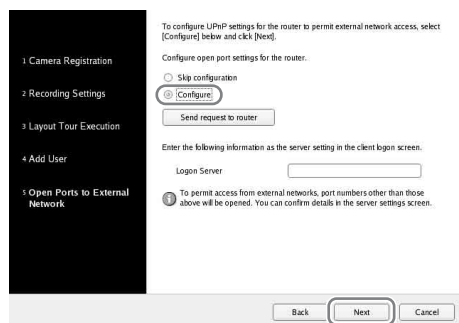 To configure UPnP settings for the router to permit external network access, select
[Configure] below and click [Next].
1 Camera Registration
Configure open port settings for the router.
Skip configuration
2 Recording Settings
Configure
Send request to router
3 Layout Tour Execution
Enter the following information as the server setting in the client logon screen.
4 Add User
Logon Server
5 Open Ports to External
Network
To permit access from external networks, port numbers other than those
above will be opened. You can confirm details in the server settings screen.
Back
Next
Cancel